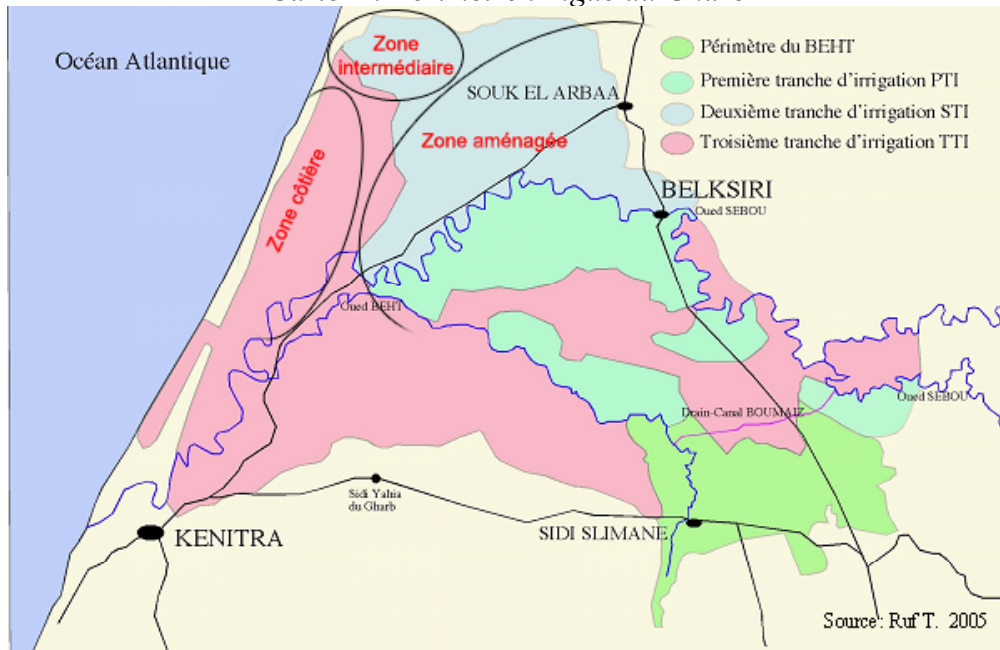 Océan Atlantique
Zone
intermédiaire
Périmètre du BEHT
Première tranche d'irrigation PTI
Deuxième tranche d'irrigation STI
Troisième tranche d'irrigation TTI
SOUK EL ARBAA
Zone aménagée
Zone côtière
BELKSIRI
Oued SEBOU
Oued BEHT
Oued SEBOU
Drain-Canal BOUMAIZ
Sidi Yahia
du Gharb
SIDI SLIMANE
KENITRA
Source: Ruf T. 2005